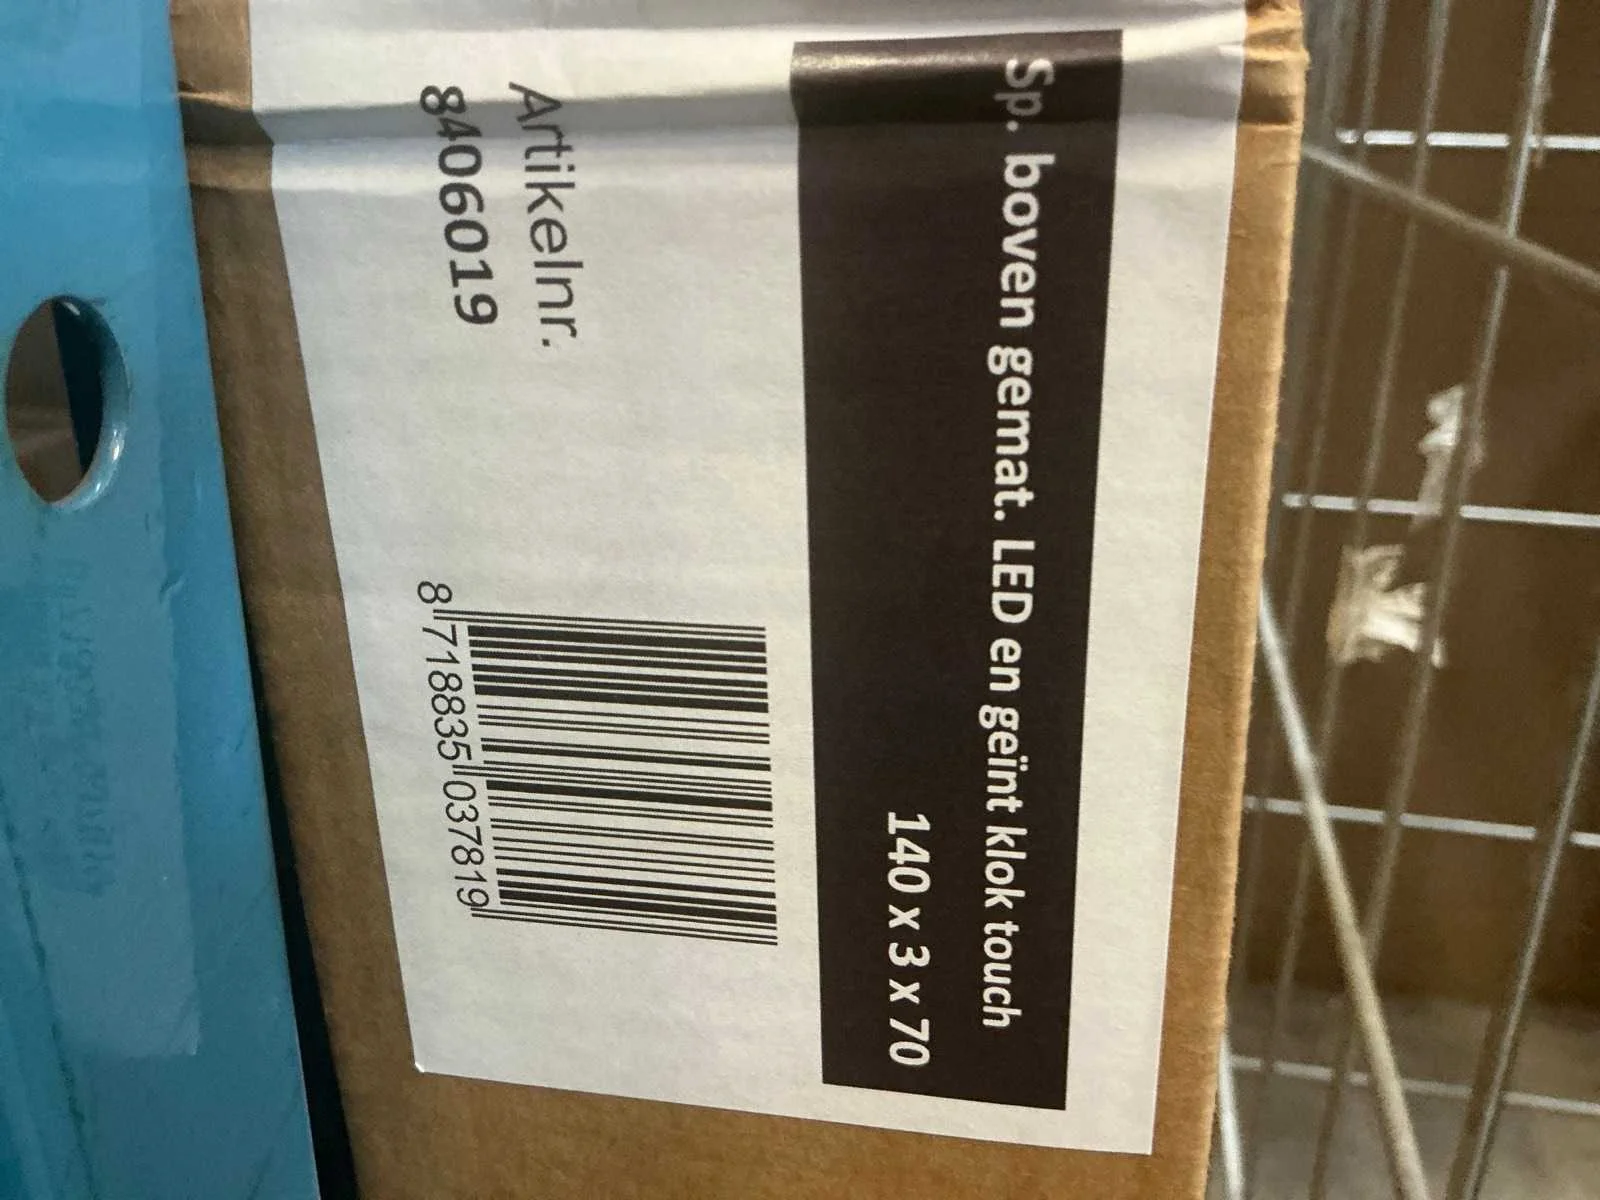 Sp. boven gemat. LED en geïnt klok touch
140 x 3 x 70
Artikelnr.
8406019
8 718835 037819